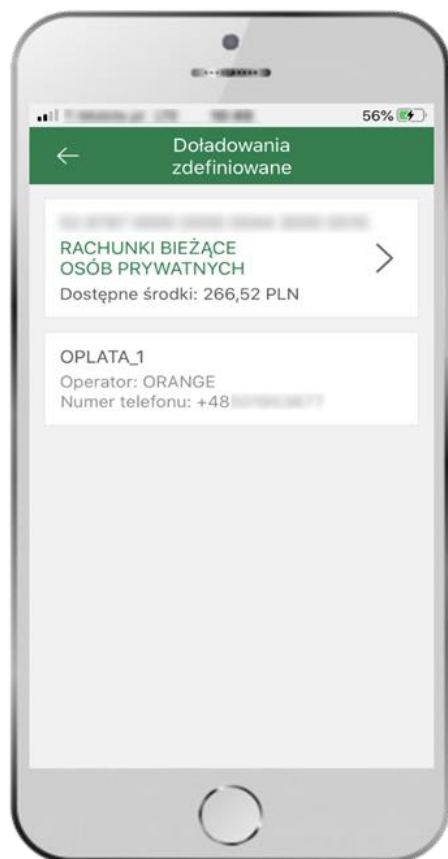 56%
Doładowania
zdefiniowane
RACHUNKI BIEŻĄCE
OSÓB PRYWATNYCH
Dostępne środki: 266,52 PLN
OPLATA_1
Operator: ORANGE
Numer telefonu: +48